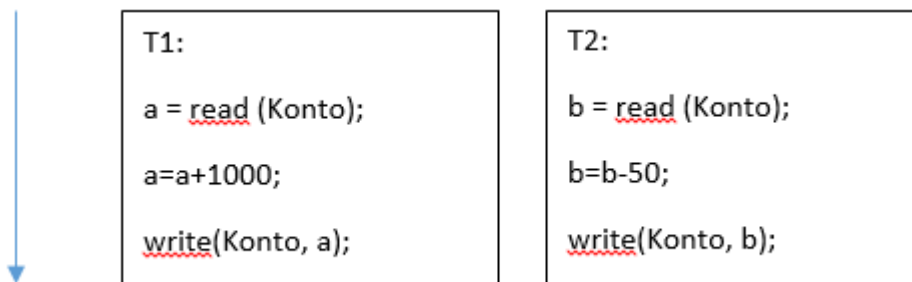 T1:
a = read (Konto);
a=a+1000;
write(Konto, a);
T2:
b = read (Konto);
b=b-50;
write(Konto, b);